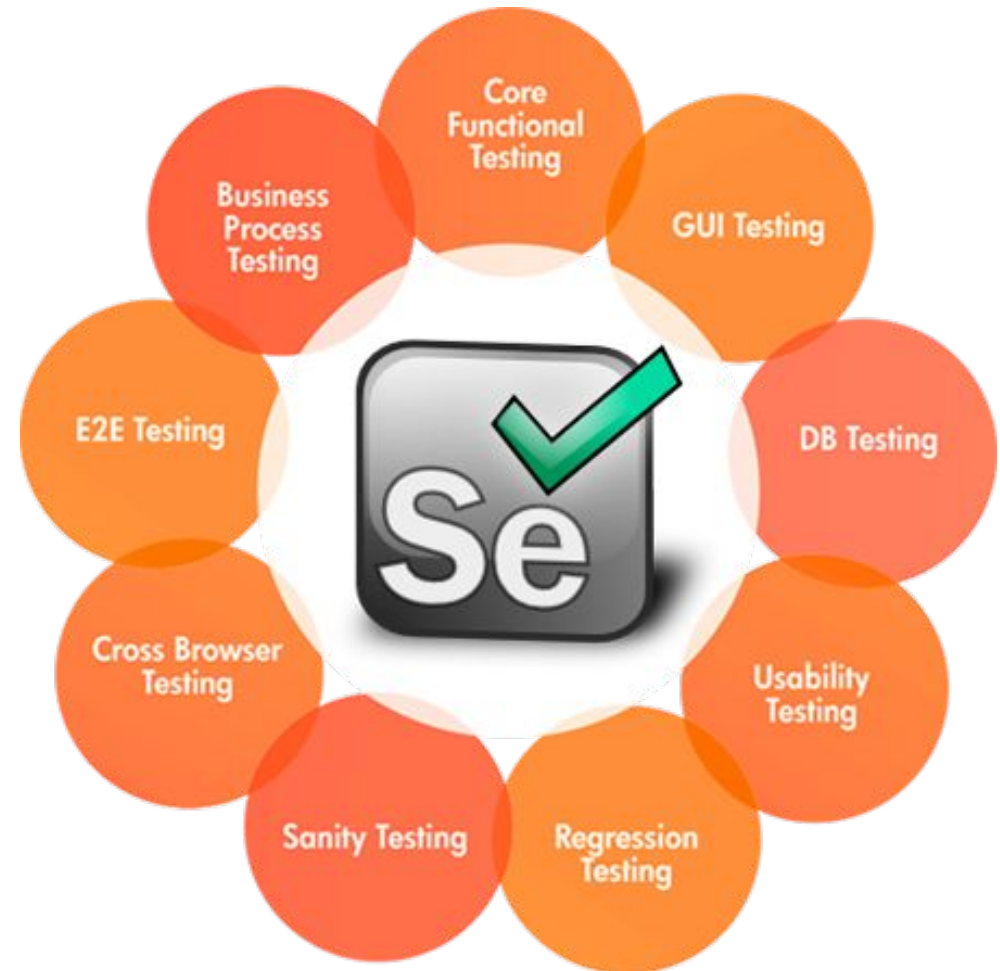 Core
Functional
Testing
GUI Testing
DB Testing
Usability
Testing
Regression
Testing
Sanity Testing
Cross Browser
Testing
E2E Testing
Business
Process
Testing
Se